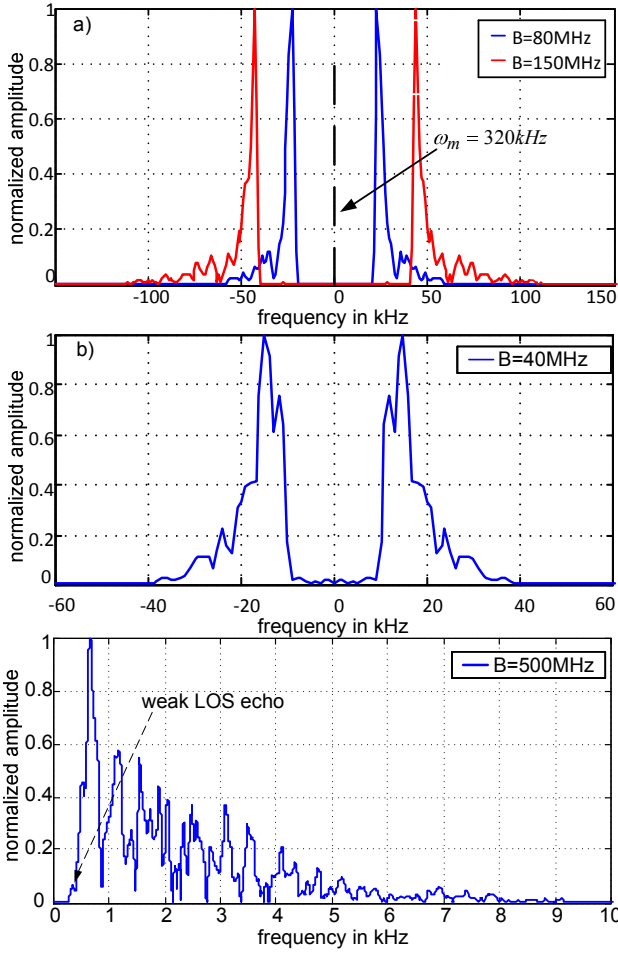 a)
B=80MHz
B=150MHz
ω_m = 320kHz
normalized amplitude
1
0.8
0.6
0.4
0.2
0
-100 -50 0 50 100 150
frequency in kHz
b)
B=40MHz
normalized amplitude
1
0.8
0.6
0.4
0.2
0
-60 -40 -20 0 20 40 60
frequency in kHz
B=500MHz
weak LOS echo
normalized amplitude
1
0.8
0.6
0.4
0.2
0
0 1 2 3 4 5 6 7 8 9 10
frequency in kHz